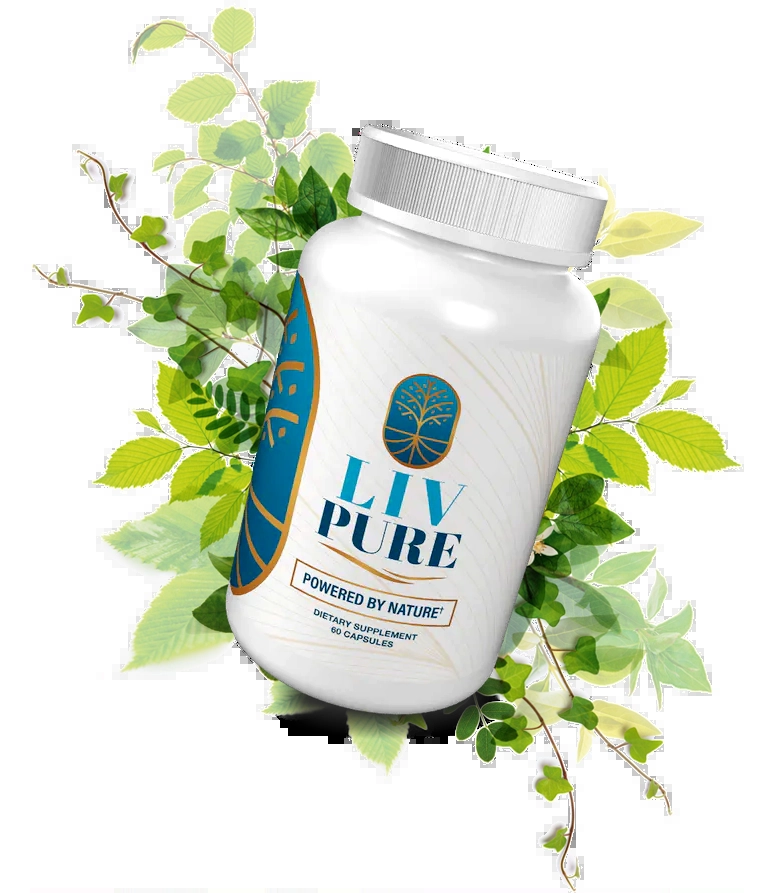 LIV
PURE
POWERED BY NATURE†
DIETARY SUPPLEMENT
60 CAPSULES